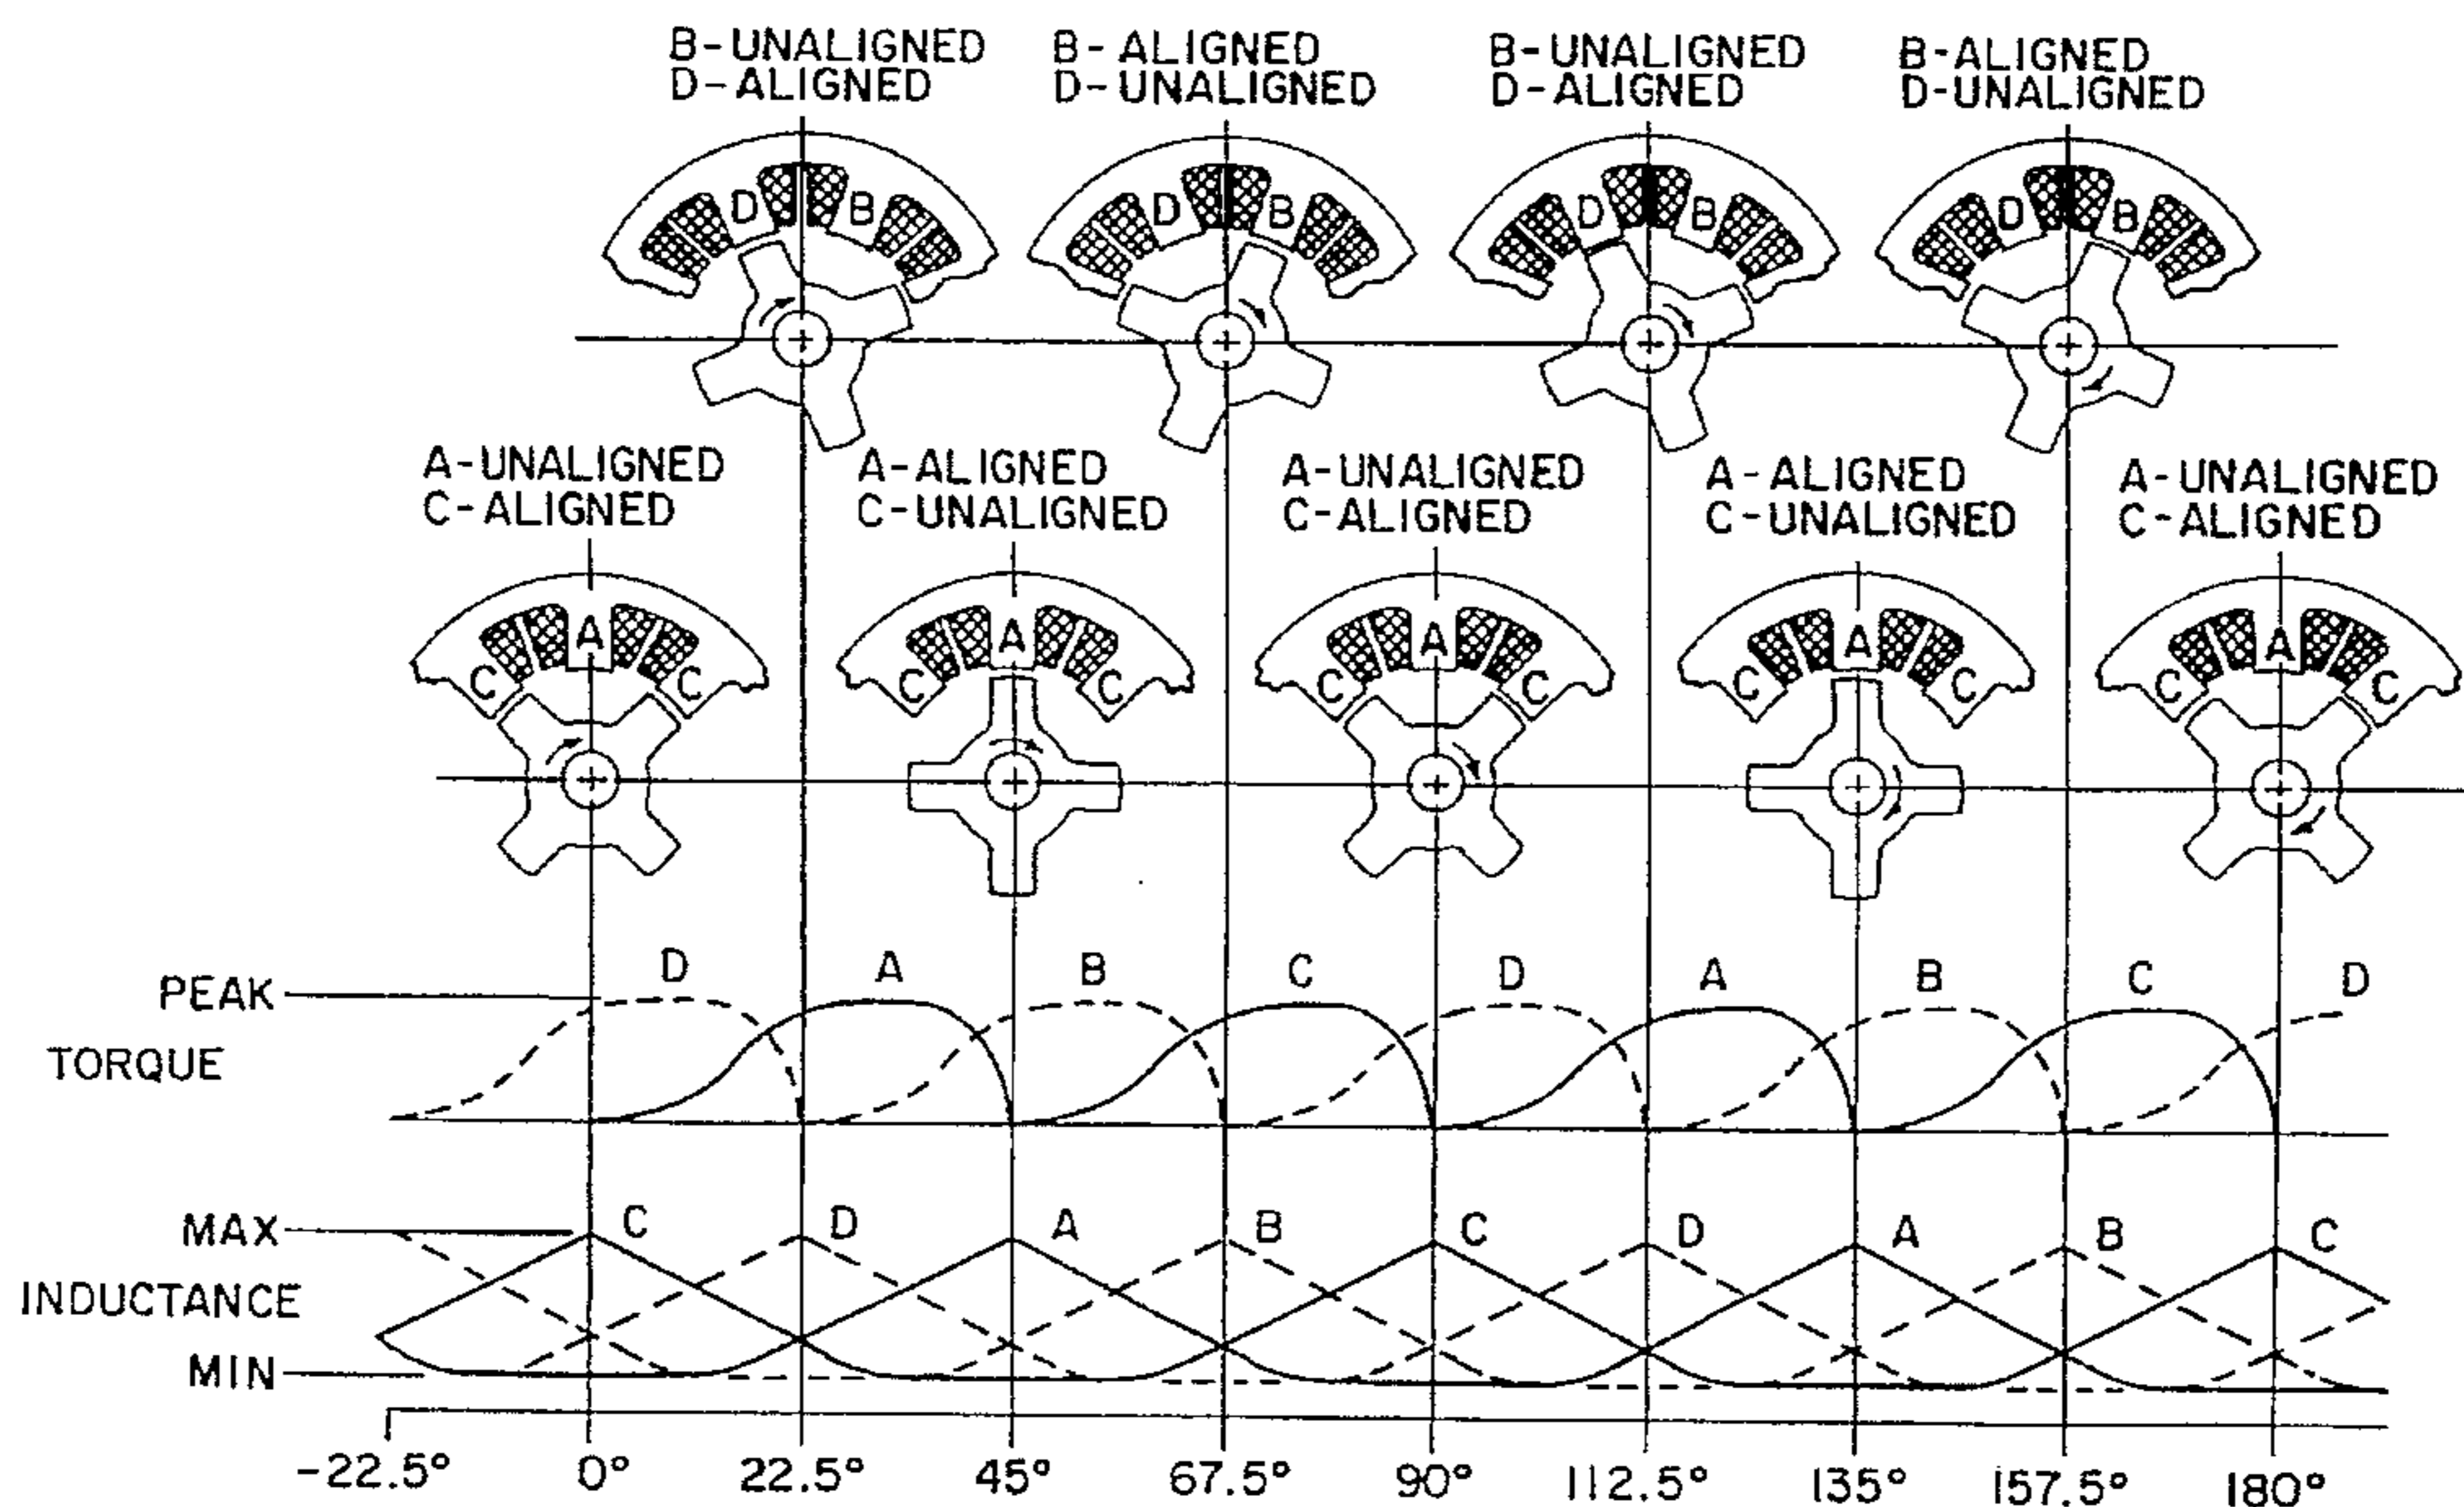 B-UNALIGNED
D-ALIGNED
B-ALIGNED
D-UNALIGNED
B-UNALIGNED
D-ALIGNED
B-ALIGNED
D-UNALIGNED
D B
D B
D B
D B
A-UNALIGNED
C-ALIGNED
A-ALIGNED
C-UNALIGNED
A-UNALIGNED
C-ALIGNED
A-ALIGNED
C-UNALIGNED
A-UNALIGNED
C-ALIGNED
C A C
C A C
C A C
C A C
C A C
PEAK
D A B C D A B C D
TORQUE
MAX
C D A B C D A B C
INDUCTANCE
MIN
-22.5° 0° 22.5° 45° 67.5° 90° 112.5° 135° 157.5° 180°